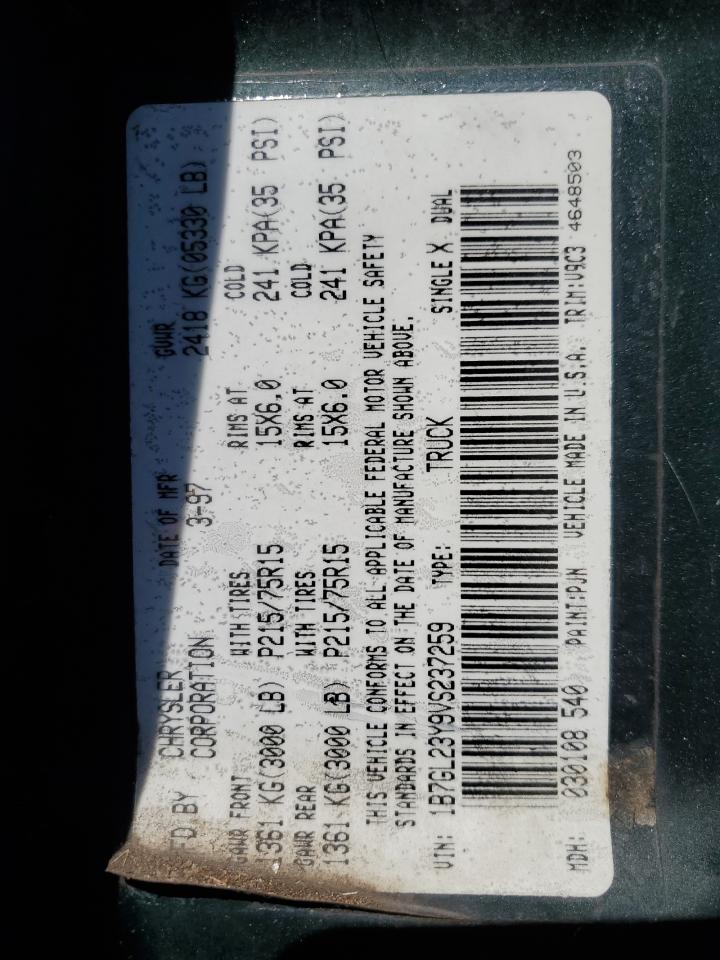 FD BY CHRYSLER CORPORATION DATE OF MFR 3-97 GVWR 2418 KG(05330 LB)
GAWR FRONT WITH TIRES RIMS AT COLD
1361 KG(3000 LB) P215/75R15 15X6.0 241 KPA(35 PSI)
GAWR REAR WITH TIRES RIMS AT COLD
1361 KG(3000 LB) P215/75R15 15X6.0 241 KPA(35 PSI)
THIS VEHICLE CONFORMS TO ALL APPLICABLE FEDERAL MOTOR VEHICLE SAFETY
STANDARDS IN EFFECT ON THE DATE OF MANUFACTURE SHOWN ABOVE.
VIN: 1B7GL23Y9VS237259 TYPE: TRUCK SINGLE X DUAL
MDH: 030108 540 PAINT:PJN VEHICLE MADE IN U.S.A. TRIM:V9C3 4648503